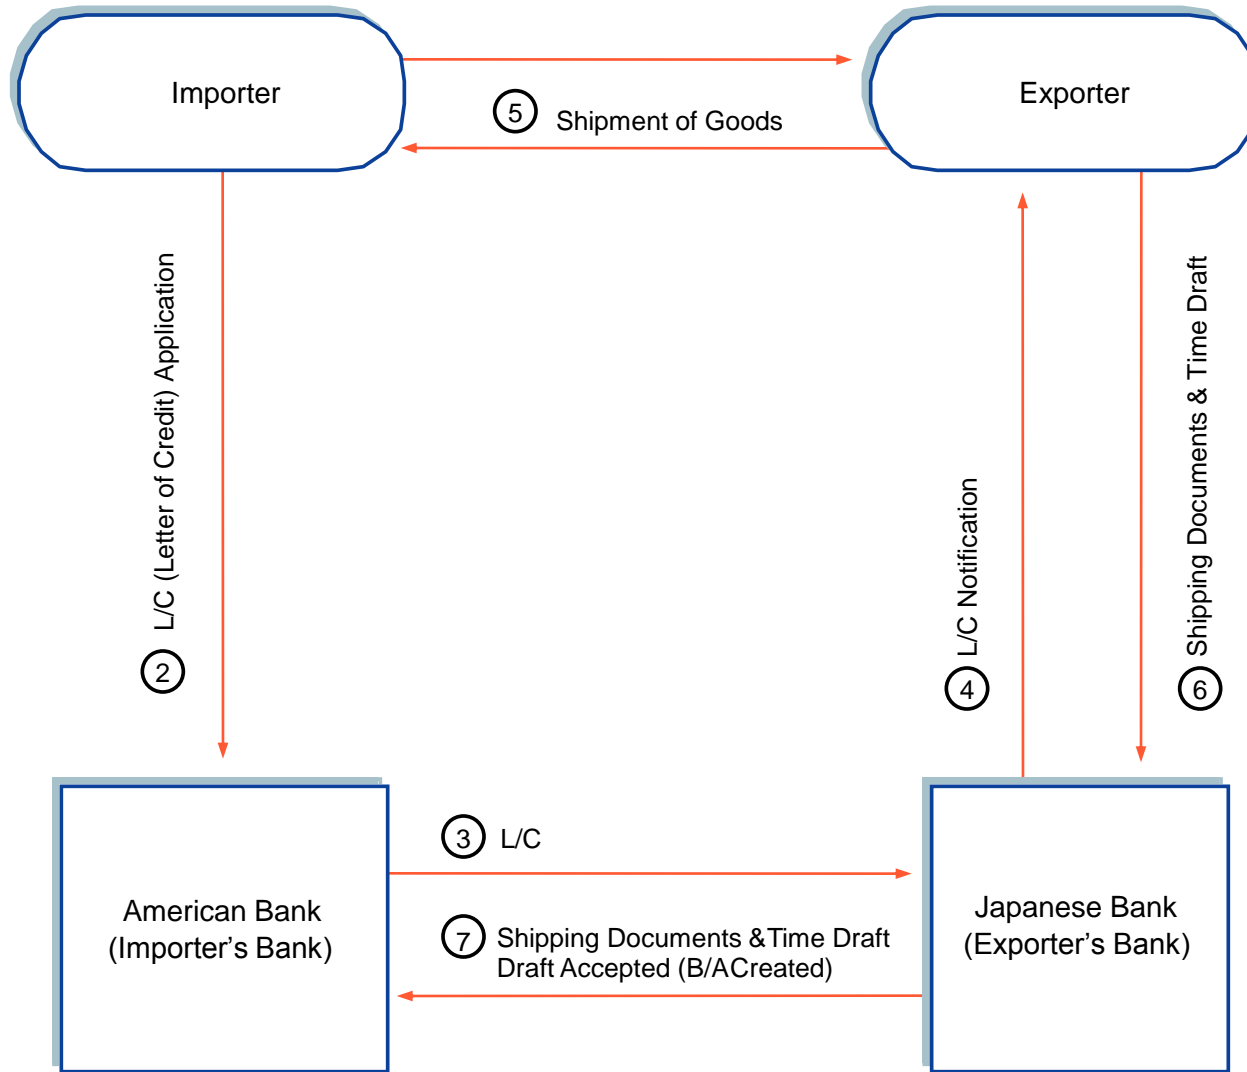 Importer
Exporter
5 Shipment of Goods
2 L/C (Letter of Credit) Application
4 L/C Notification
6 Shipping Documents & Time Draft
3 L/C
American Bank
(Importer’s Bank)
7 Shipping Documents &Time Draft
Draft Accepted (B/ACreated)
Japanese Bank
(Exporter’s Bank)